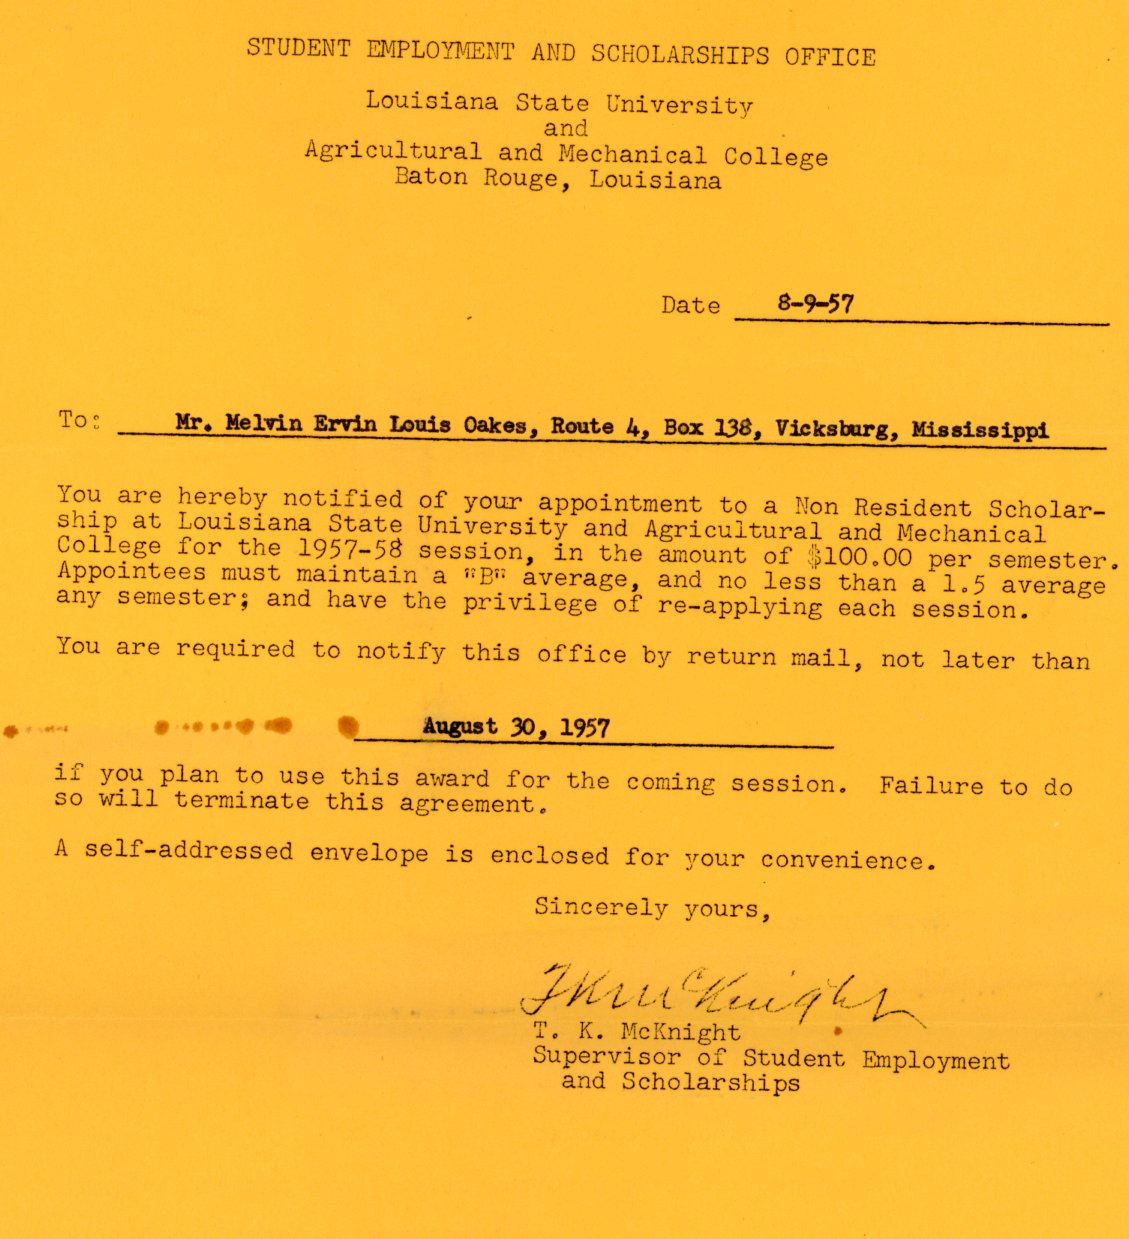 STUDENT EMPLOYMENT AND SCHOLARSHIPS OFFICE
Louisiana State University
and
Agricultural and Mechanical College
Baton Rouge, Louisiana
Date 8-9-57
To: Mr. Melvin Ervin Louis Oakes, Route 4, Box 138, Vicksburg, Mississippi
You are hereby notified of your appointment to a Non Resident Scholar-
ship at Louisiana State University and Agricultural and Mechanical
College for the 1957-58 session, in the amount of $100.00 per semester.
Appointees must maintain a "B" average, and no less than a 1.5 average
any semester; and have the privilege of re-applying each session.
You are required to notify this office by return mail, not later than
August 30, 1957
if you plan to use this award for the coming session. Failure to do
so will terminate this agreement.
A self-addressed envelope is enclosed for your convenience.
Sincerely yours,
T K McKnight
T. K. McKnight
Supervisor of Student Employment
and Scholarships